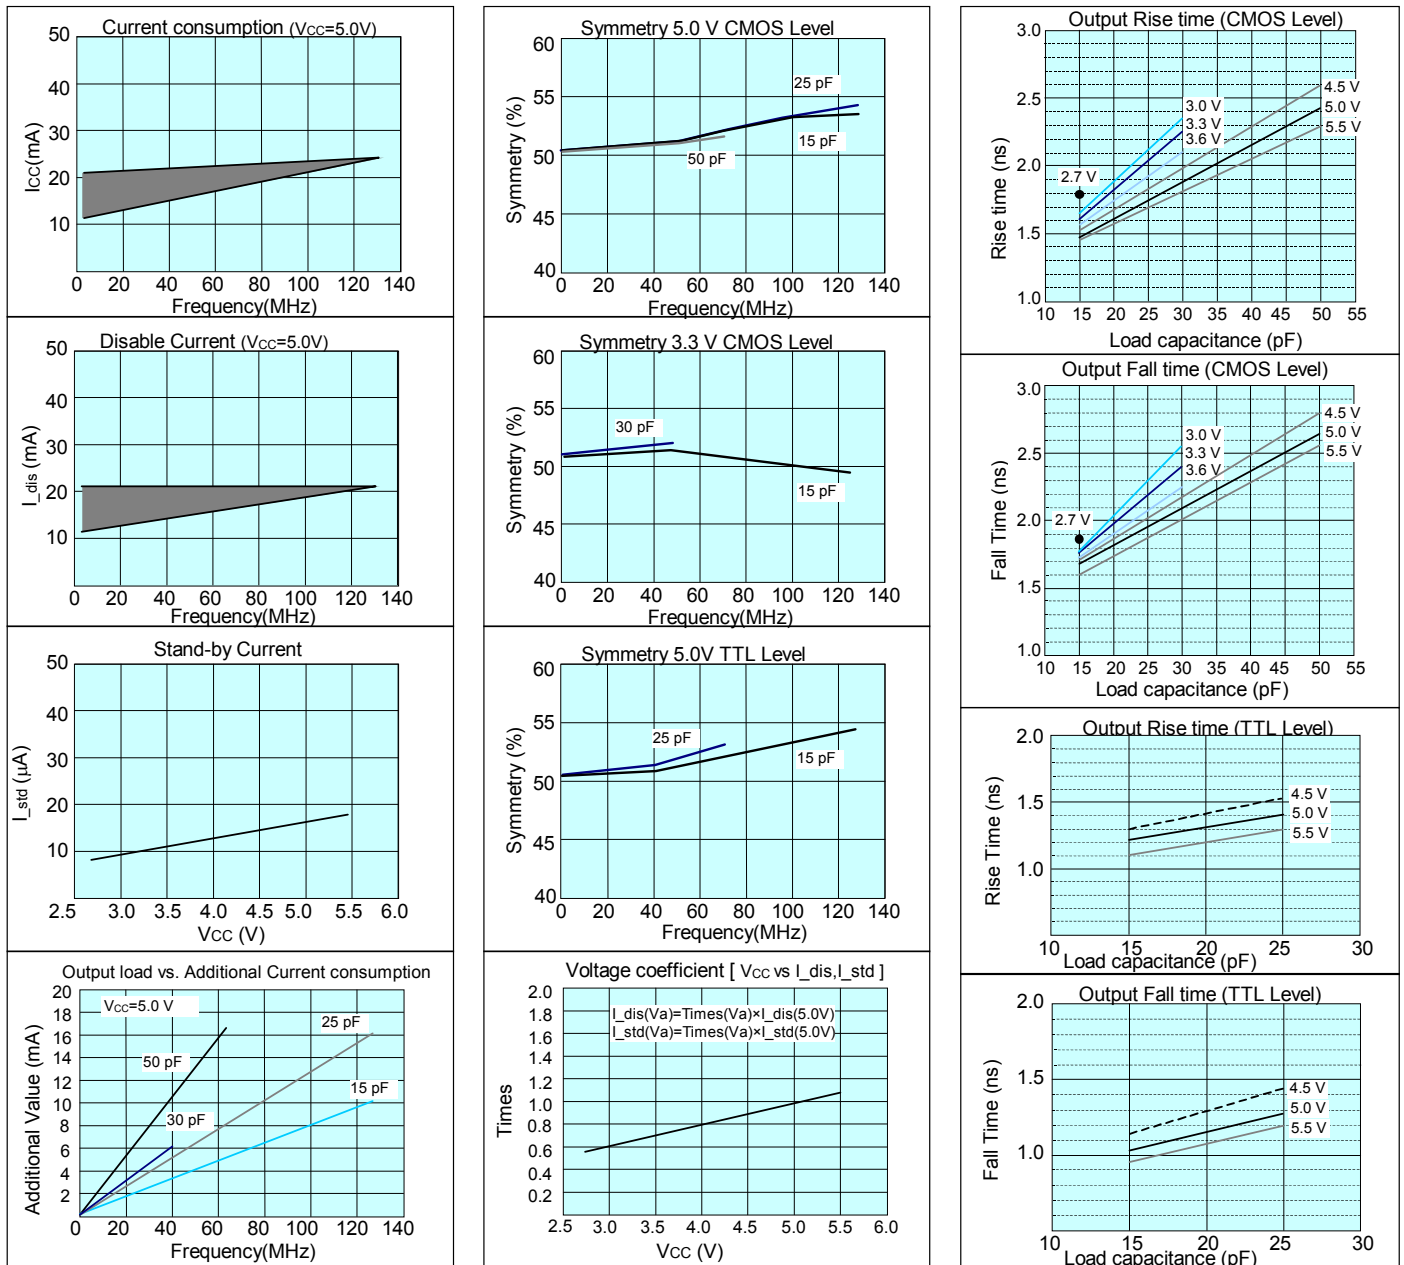 Current consumption (VCC=5.0V)
50
40
30
20
10
ICC(mA)
0 20 40 60 80 100 120 140
Frequency(MHz)
Disable Current (VCC=5.0V)
50
40
30
20
10
I_dis (mA)
0 20 40 60 80 100 120 140
Frequency(MHz)
Stand-by Current
50
40
30
20
10
I_std (µA)
2.5 3.0 3.5 4.0 4.5 5.0 5.5 6.0
VCC (V)
Output load vs. Additional Current consumption
20
18
16
14
12
10
8
6
4
2
Additional Value (mA)
VCC=5.0 V
25 pF
50 pF
15 pF
30 pF
0 20 40 60 80 100 120 140
Frequency(MHz)
Symmetry 5.0 V CMOS Level
60
55
50
45
40
Symmetry (%)
25 pF
15 pF
50 pF
0 20 40 60 80 100 120 140
Frequency(MHz)
Symmetry 3.3 V CMOS Level
60
55
50
45
40
Symmetry (%)
30 pF
15 pF
0 20 40 60 80 100 120 140
Frequency(MHz)
Symmetry 5.0V TTL Level
60
55
50
45
40
Symmetry (%)
25 pF
15 pF
0 20 40 60 80 100 120 140
Frequency(MHz)
Voltage coefficient [ VCC vs I_dis,I_std ]
2.0
1.8
1.6
1.4
1.2
1.0
0.8
0.6
0.4
0.2
Times
I_dis(Va)=Times(Va)×I_dis(5.0V)
I_std(Va)=Times(Va)×I_std(5.0V)
2.5 3.0 3.5 4.0 4.5 5.0 5.5 6.0
VCC (V)
Output Rise time (CMOS Level)
3.0
2.5
2.0
1.5
1.0
Rise time (ns)
4.5 V
5.0 V
5.5 V
3.0 V
3.3 V
3.6 V
2.7 V
10 15 20 25 30 35 40 45 50 55
Load capacitance (pF)
Output Fall time (CMOS Level)
3.0
2.5
2.0
1.5
1.0
Fall Time (ns)
4.5 V
5.0 V
5.5 V
3.0 V
3.3 V
3.6 V
2.7 V
10 15 20 25 30 35 40 45 50 55
Load capacitance (pF)
Output Rise time (TTL Level)
2.0
1.5
1.0
Rise Time (ns)
4.5 V
5.0 V
5.5 V
10 15 20 25 30
Load capacitance (pF)
Output Fall time (TTL Level)
2.0
1.5
1.0
Fall Time (ns)
4.5 V
5.0 V
5.5 V
10 15 20 25 30
Load capacitance (pF)